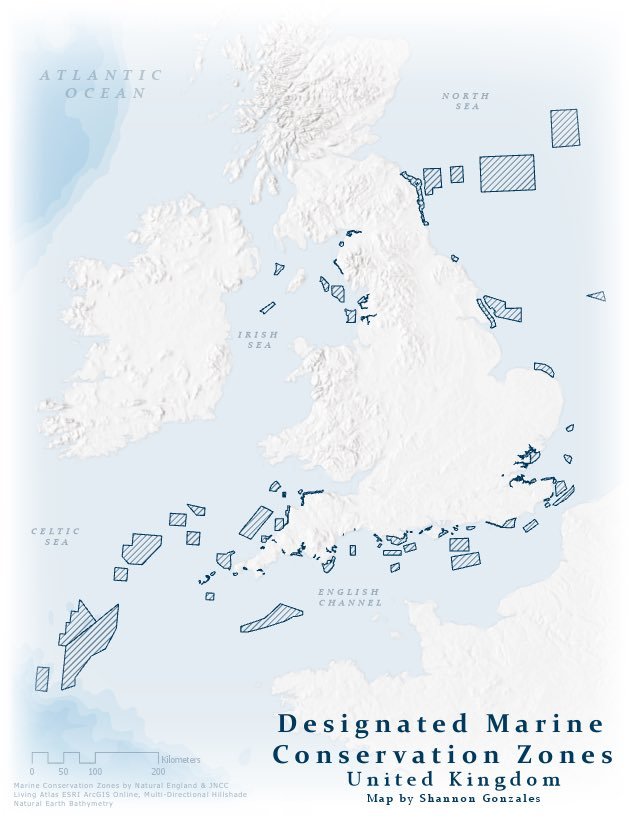 ATLANTIC
OCEAN
NORTH
SEA
IRISH
SEA
CELTIC
SEA
ENGLISH
CHANNEL
Designated Marine
Conservation Zones
United Kingdom
Map by Shannon Gonzales
Kilometers
0 50 100 200
Marine Conservation Zones by Natural England & JNCC
Living Atlas ESRI ArcGIS Online, Multi-Directional Hillshade
Natural Earth Bathymetry